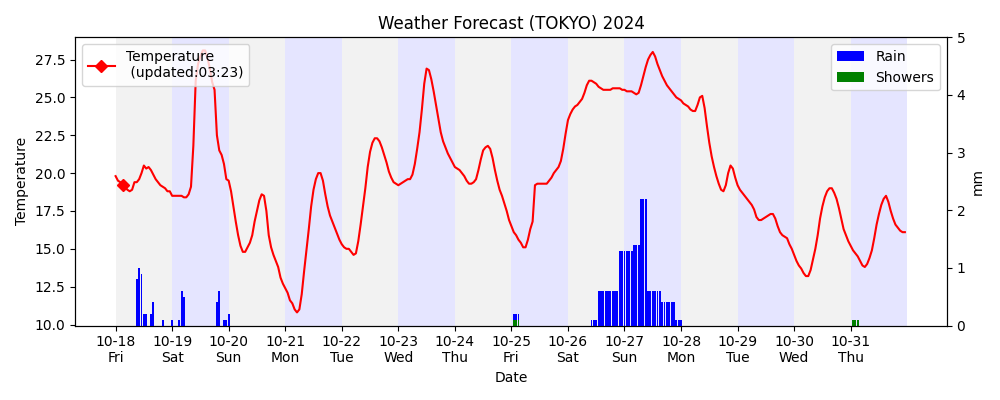 Weather Forecast (TOKYO) 2024
Temperature
(updated:03:23)
Rain
Showers
Temperature
27.5
25.0
22.5
20.0
17.5
15.0
12.5
10.0
5
4
3
2
1
0
mm
10-18 10-19 10-20 10-21 10-22 10-23 10-24 10-25 10-26 10-27 10-28 10-29 10-30 10-31
Fri Sat Sun Mon Tue Wed Thu Fri Sat Sun Mon Tue Wed Thu
Date